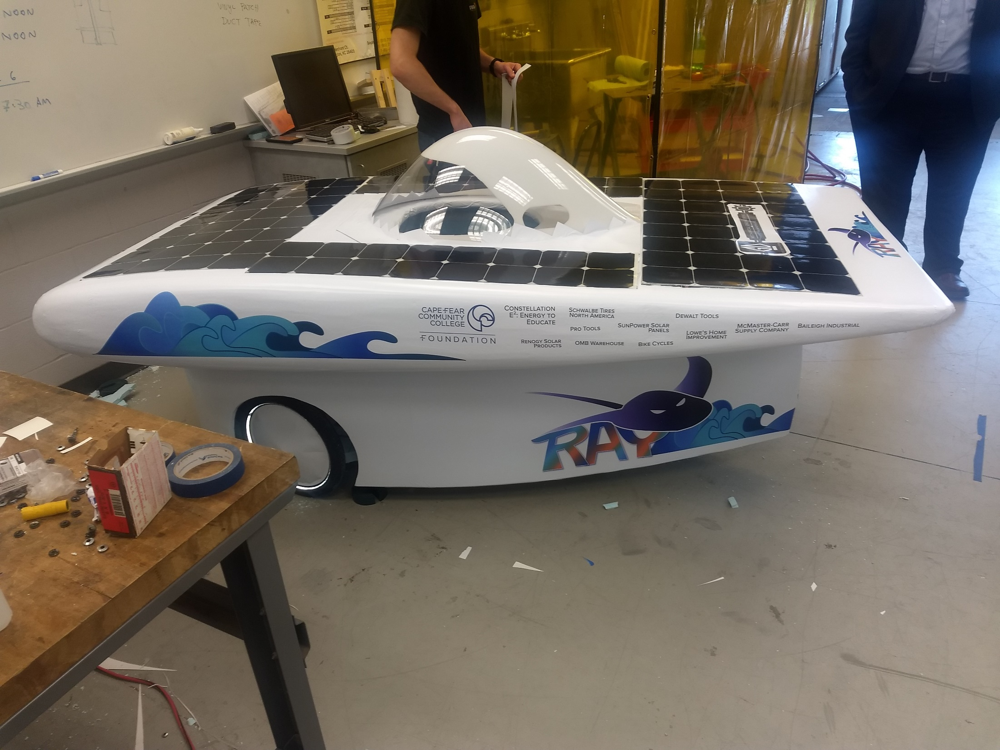 NOON
NOON
6
7:30 AM
VINYL PATCH
DUCT TAPE
RAY
CAPE FEAR
COMMUNITY
COLLEGE
FOUNDATION
CONSTELLATION
E²: ENERGY TO
EDUCATE
SCHWALBE TIRES
NORTH AMERICA
DEWALT TOOLS
PRO TOOLS
SUNPOWER SOLAR
PANELS
LOWE'S HOME
IMPROVEMENT
MCMASTER-CARR
SUPPLY COMPANY
BAILEIGH INDUSTRIAL
RENOGY SOLAR
PRODUCTS
OMB WAREHOUSE
BIKE CYCLES
RAY